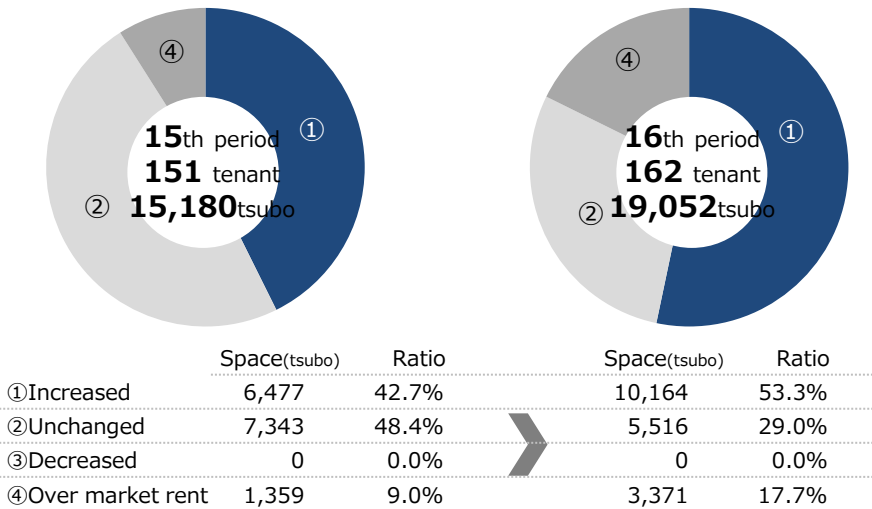 ④
①
15th period
151 tenant
② 15,180tsubo
④
①
16th period
162 tenant
② 19,052tsubo
Space(tsubo) Ratio Space(tsubo) Ratio
①Increased 6,477 42.7% 10,164 53.3%
②Unchanged 7,343 48.4% 5,516 29.0%
③Decreased 0 0.0% 0 0.0%
④Over market rent 1,359 9.0% 3,371 17.7%